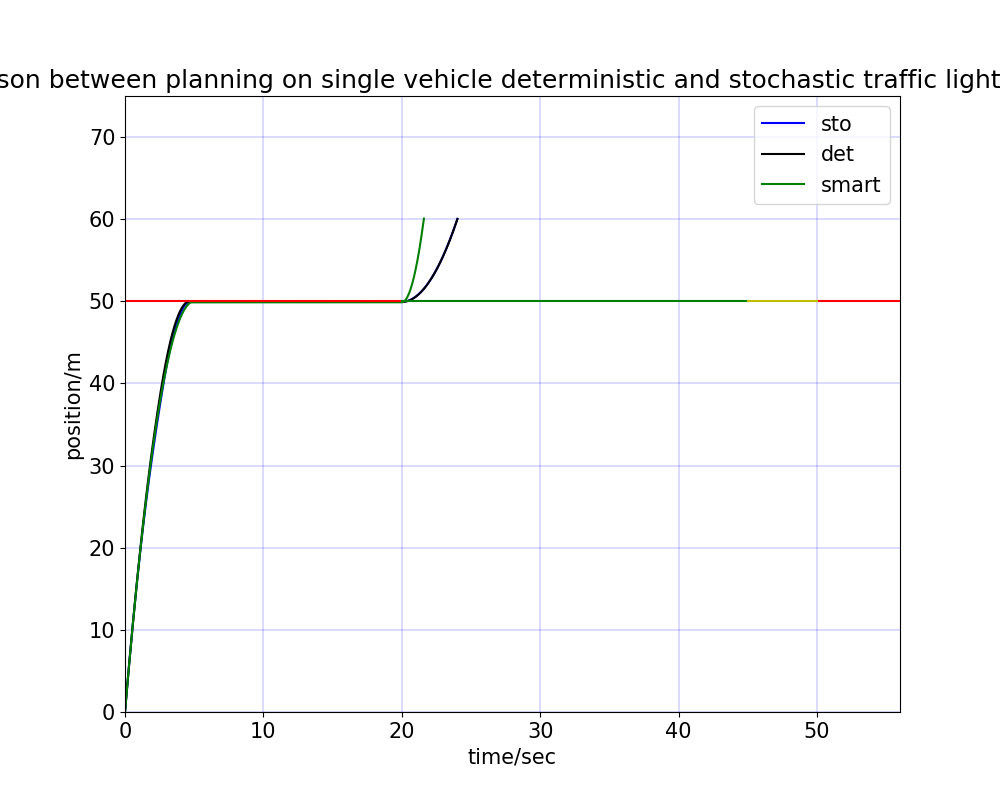 son between planning on single vehicle deterministic and stochastic traffic light
sto
det
smart
70
60
50
40
30
20
10
0
position/m
0 10 20 30 40 50
time/sec